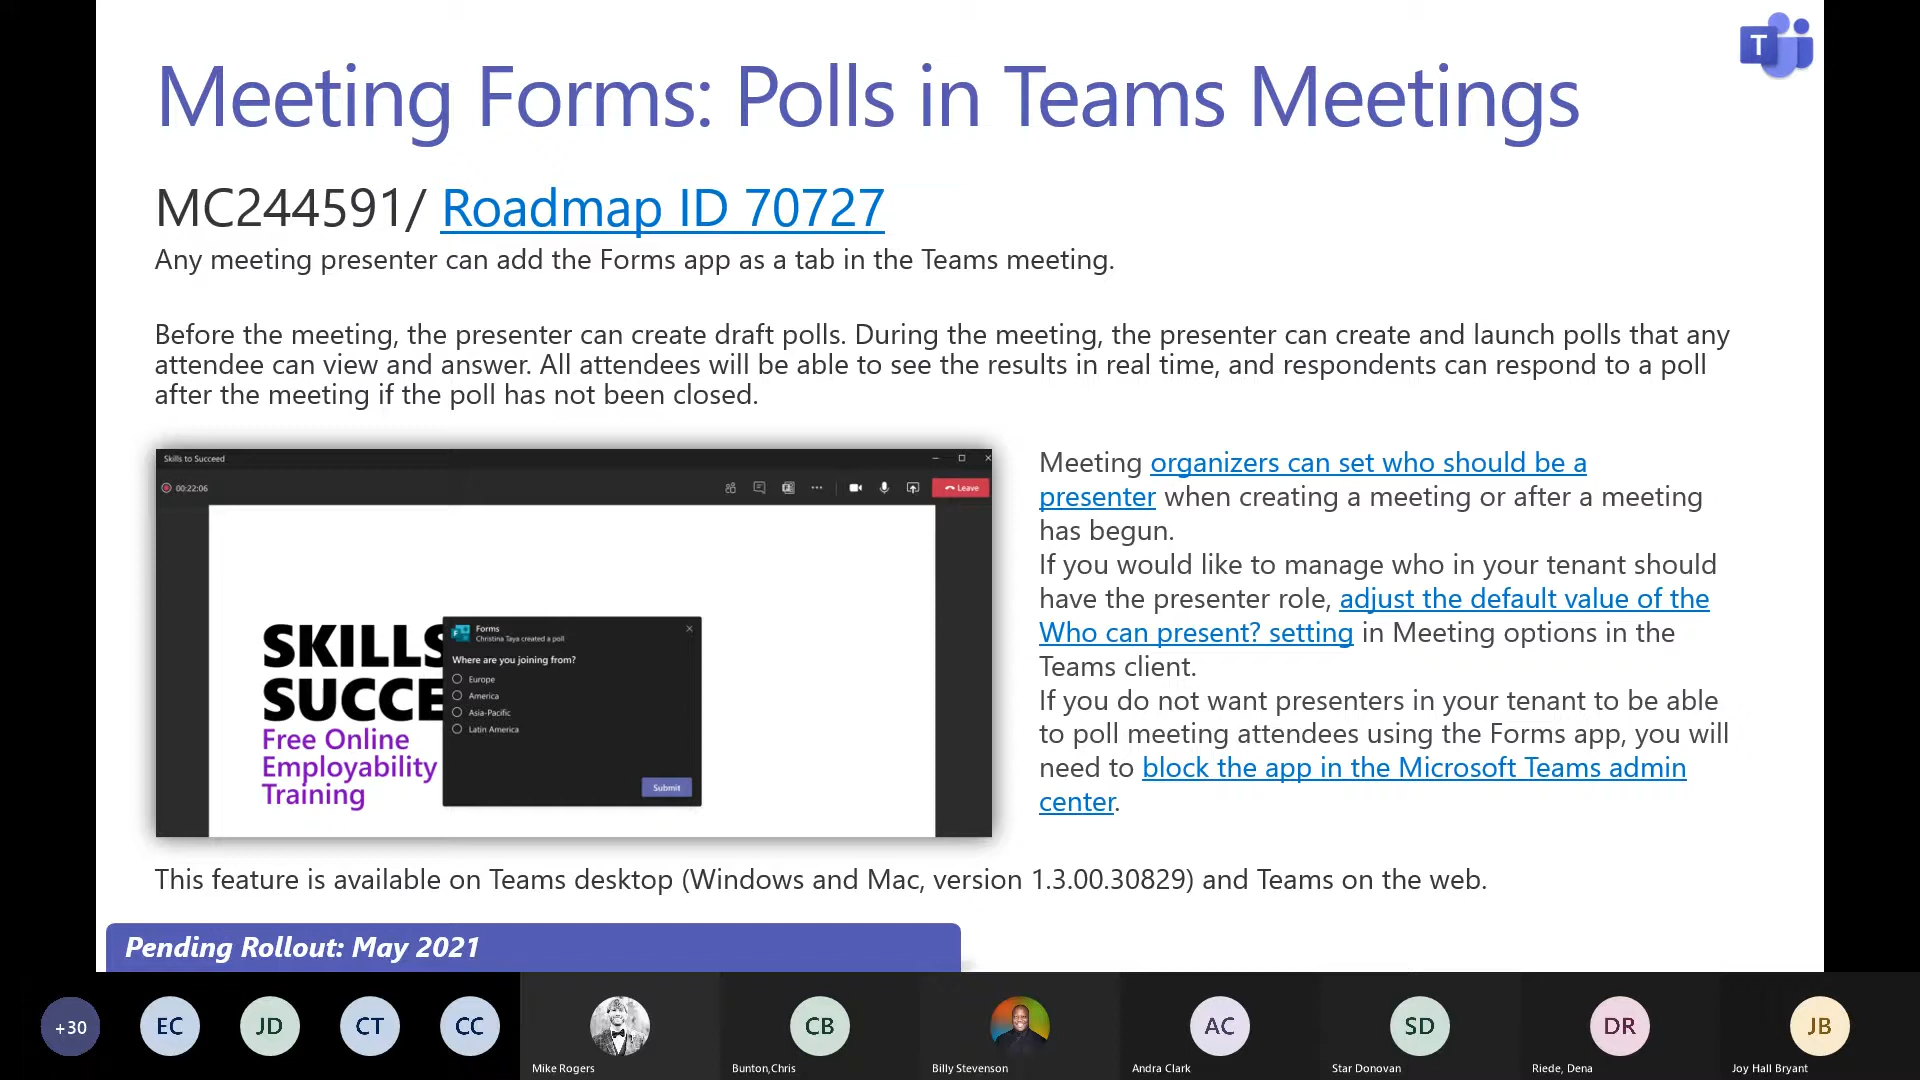 T
Meeting Forms: Polls in Teams Meetings
MC244591/ Roadmap ID 70727
Any meeting presenter can add the Forms app as a tab in the Teams meeting.
Before the meeting, the presenter can create draft polls. During the meeting, the presenter can create and launch polls that any
attendee can view and answer. All attendees will be able to see the results in real time, and respondents can respond to a poll
after the meeting if the poll has not been closed.
Skills to Succeed
00:22:06
Leave
SKILLS
SUCCE
Free Online
Employability
Training
Forms
Christina Taya created a poll
Where are you joining from?
Europe
America
Asia-Pacific
Latin America
Submit
Meeting organizers can set who should be a
presenter when creating a meeting or after a meeting
has begun.
If you would like to manage who in your tenant should
have the presenter role, adjust the default value of the
Who can present? setting in Meeting options in the
Teams client.
If you do not want presenters in your tenant to be able
to poll meeting attendees using the Forms app, you will
need to block the app in the Microsoft Teams admin
center.
This feature is available on Teams desktop (Windows and Mac, version 1.3.00.30829) and Teams on the web.
Pending Rollout: May 2021
+30
EC
JD
CT
CC
Mike Rogers
CB
Bunton,Chris
Billy Stevenson
AC
Andra Clark
SD
Star Donovan
DR
Riede, Dena
JB
Joy Hall Bryant